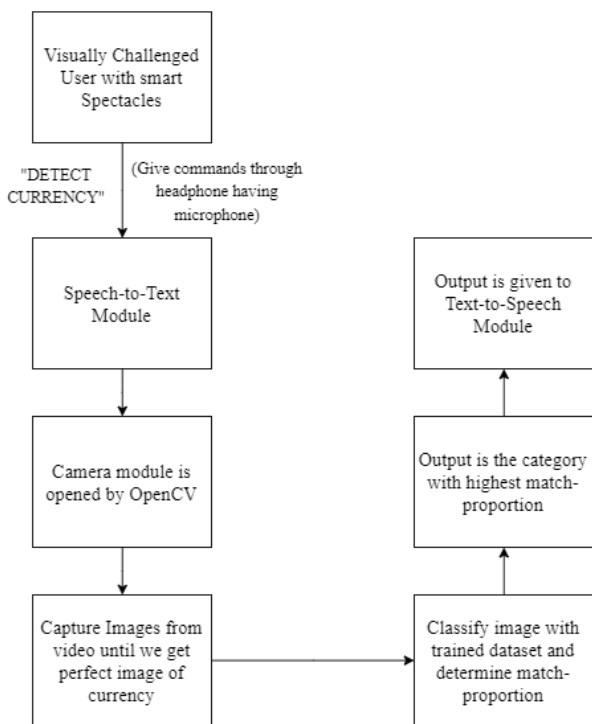 Visually Challenged
User with smart
Spectacles
"DETECT
CURRENCY"
(Give commands through
headphone having
microphone)
Speech-to-Text
Module
Camera module is
opened by OpenCV
Capture Images from
video until we get
perfect image of
currency
Classify image with
trained dataset and
determine match-
proportion
Output is the category
with highest match-
proportion
Output is given to
Text-to-Speech
Module